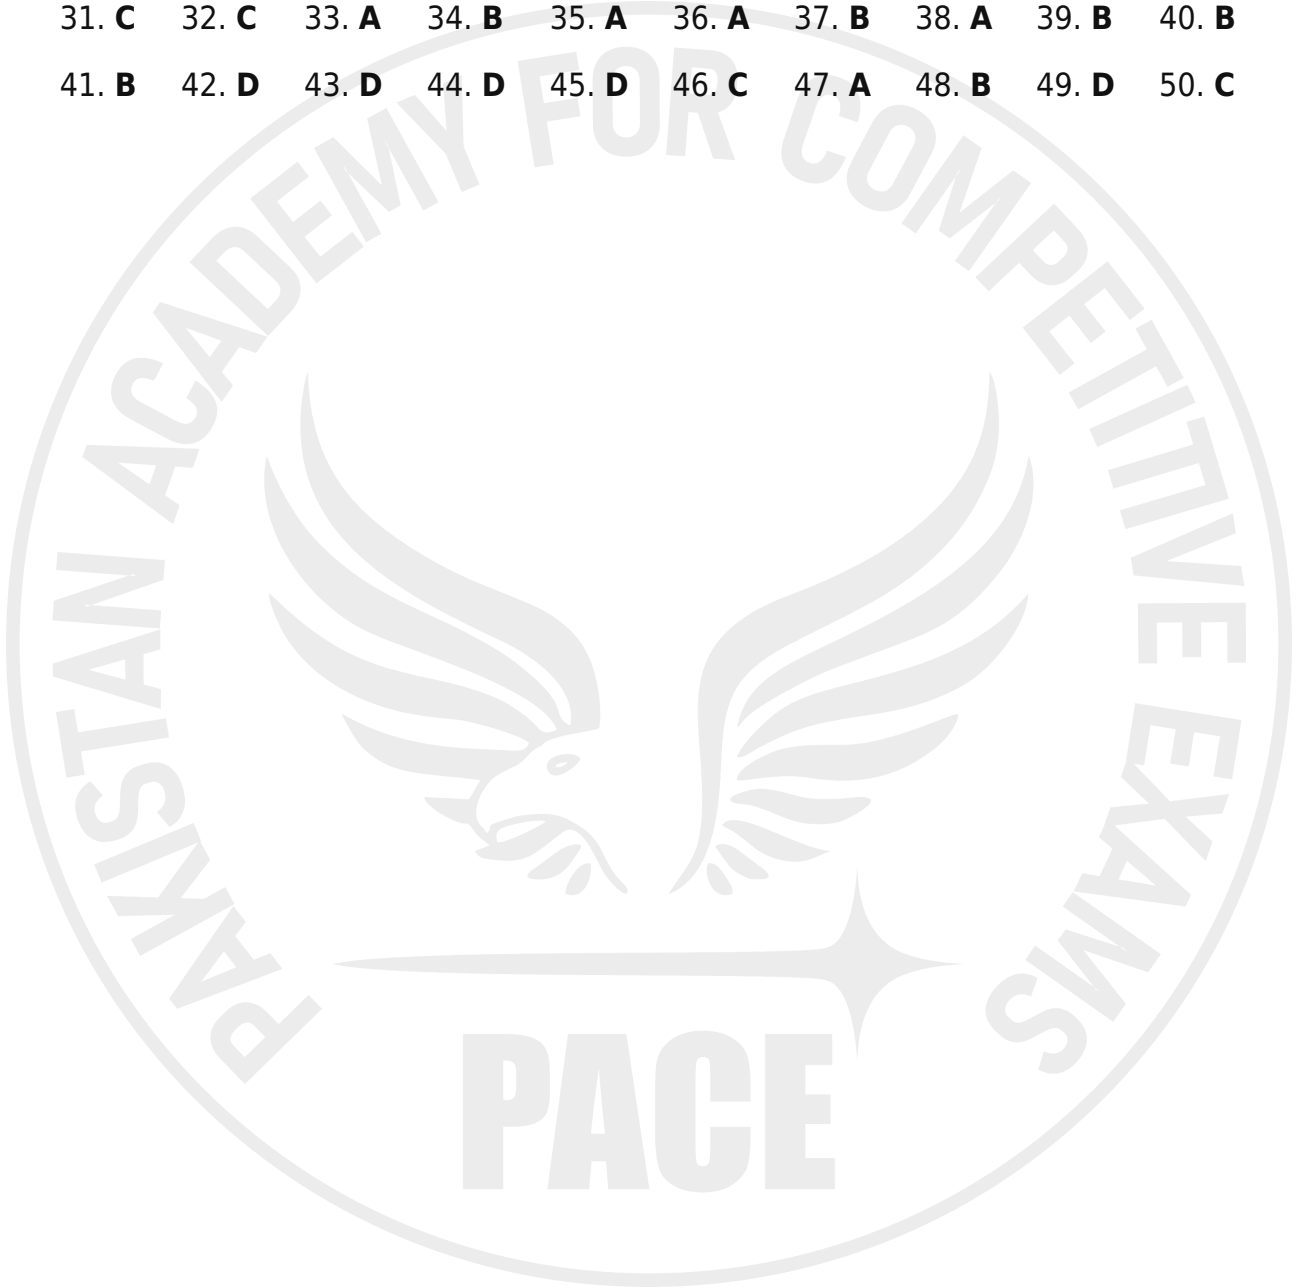 31. C 32. C 33. A 34. B 35. A 36. A 37. B 38. A 39. B 40. B
41. B 42. D 43. D 44. D 45. D 46. C 47. A 48. B 49. D 50. C
PAKISTAN ACADEMY FOR COMPETITIVE EXAMS
PACE